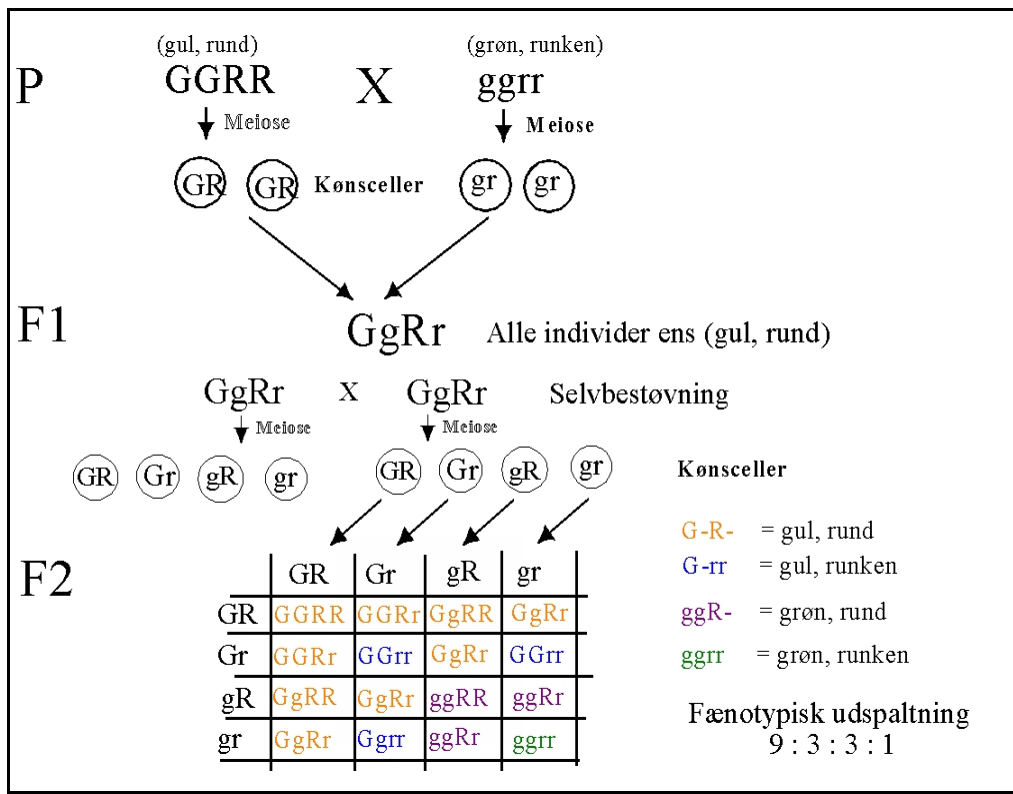 (gul, rund) (grøn, runken)
P GGRR X ggrr
Meiose Meiose
GR GR Kønsceller gr gr
F1 GgRr Alle individer ens (gul, rund)
GgRr X GgRr Selvbestøvning
Meiose Meiose
GR Gr gR gr GR Gr gR gr Kønsceller
G-R- = gul, rund
G-rr = gul, runken
ggR- = grøn, rund
ggrr = grøn, runken
F2 GR Gr gR gr
GR GGRR GGRr GgRR GgRr
Gr GGRr GGrr GgRr GGrr
gR GgRR GgRr ggRR ggRr
gr GgRr Ggrr ggRr ggrr
Fænotypisk udspaltning
9 : 3 : 3 : 1